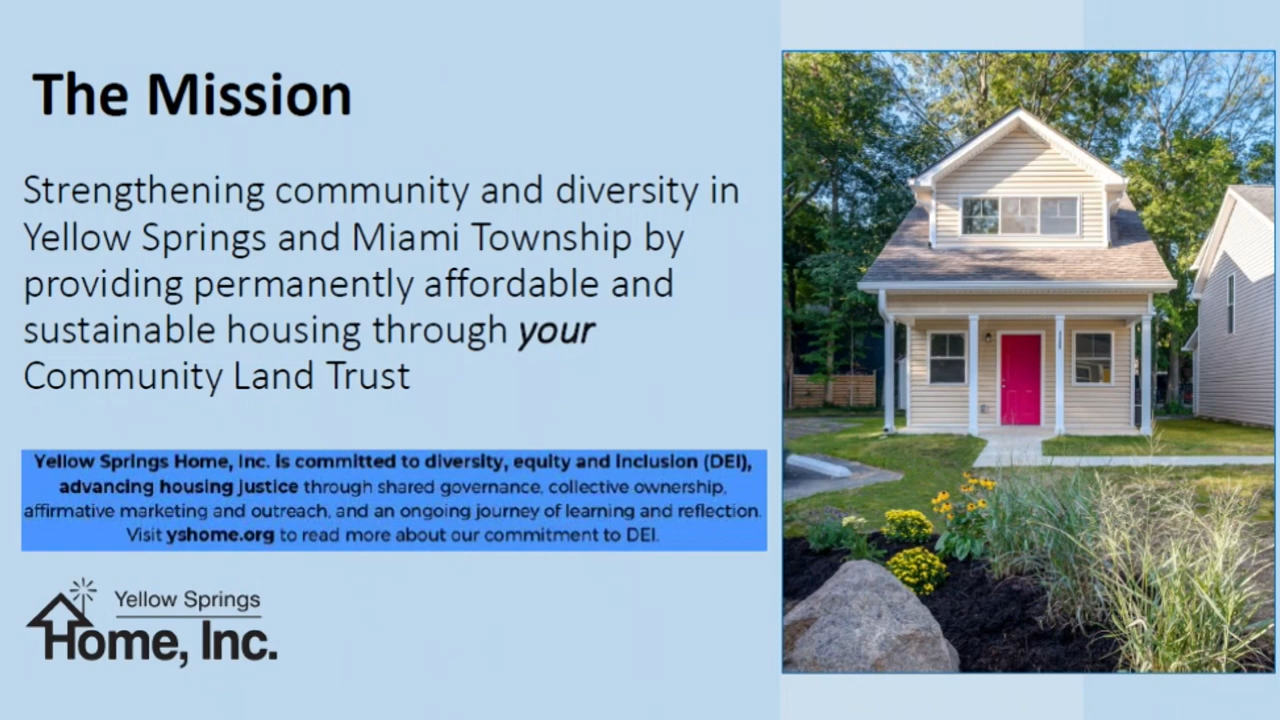 The Mission
Strengthening community and diversity in
Yellow Springs and Miami Township by
providing permanently affordable and
sustainable housing through your
Community Land Trust
Yellow Springs Home, Inc. is committed to diversity, equity and inclusion (DEI),
advancing housing justice through shared governance, collective ownership,
affirmative marketing and outreach, and an ongoing journey of learning and reflection.
Visit yshome.org to read more about our commitment to DEI.
Yellow Springs
Home, Inc.